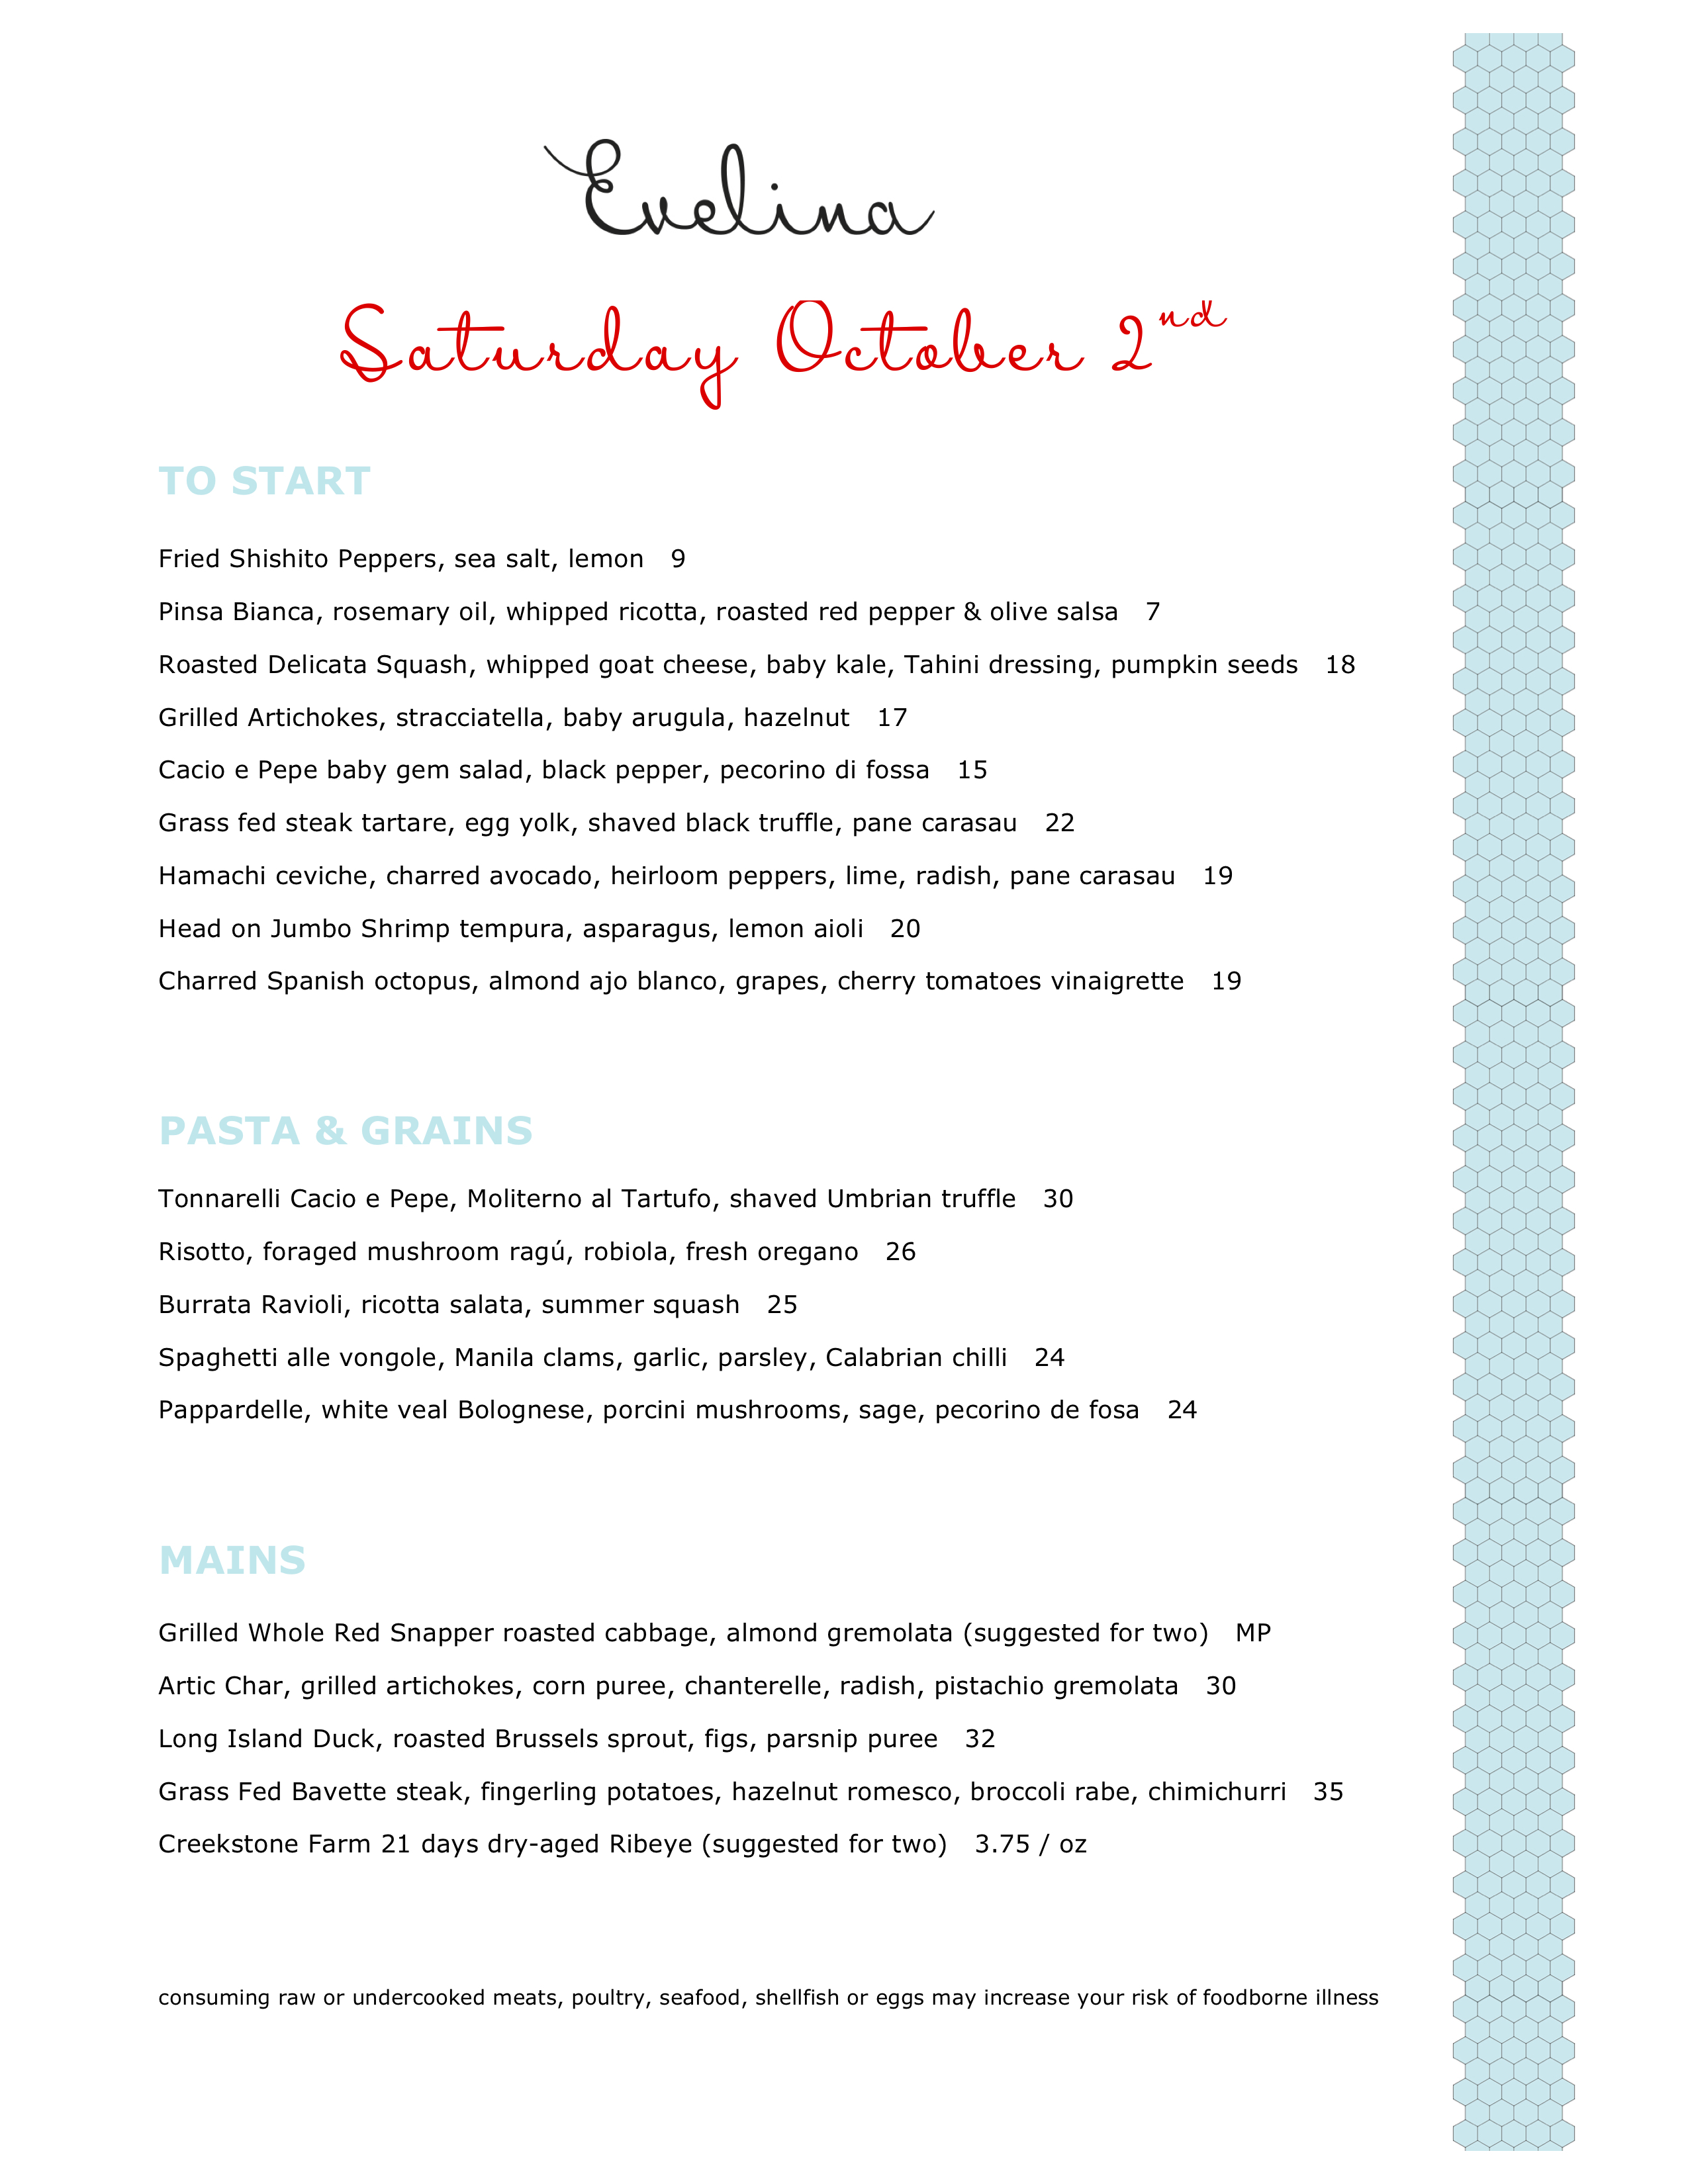 Evelina
Saturday October 2nd
TO START
Fried Shishito Peppers, sea salt, lemon 9
Pinsa Bianca, rosemary oil, whipped ricotta, roasted red pepper & olive salsa 7
Roasted Delicata Squash, whipped goat cheese, baby kale, Tahini dressing, pumpkin seeds 18
Grilled Artichokes, stracciatella, baby arugula, hazelnut 17
Cacio e Pepe baby gem salad, black pepper, pecorino di fossa 15
Grass fed steak tartare, egg yolk, shaved black truffle, pane carasau 22
Hamachi ceviche, charred avocado, heirloom peppers, lime, radish, pane carasau 19
Head on Jumbo Shrimp tempura, asparagus, lemon aioli 20
Charred Spanish octopus, almond ajo blanco, grapes, cherry tomatoes vinaigrette 19
PASTA & GRAINS
Tonnarelli Cacio e Pepe, Moliterno al Tartufo, shaved Umbrian truffle 30
Risotto, foraged mushroom ragú, robiola, fresh oregano 26
Burrata Ravioli, ricotta salata, summer squash 25
Spaghetti alle vongole, Manila clams, garlic, parsley, Calabrian chilli 24
Pappardelle, white veal Bolognese, porcini mushrooms, sage, pecorino de fosa 24
MAINS
Grilled Whole Red Snapper roasted cabbage, almond gremolata (suggested for two) MP
Artic Char, grilled artichokes, corn puree, chanterelle, radish, pistachio gremolata 30
Long Island Duck, roasted Brussels sprout, figs, parsnip puree 32
Grass Fed Bavette steak, fingerling potatoes, hazelnut romesco, broccoli rabe, chimichurri 35
Creekstone Farm 21 days dry-aged Ribeye (suggested for two) 3.75 / oz
consuming raw or undercooked meats, poultry, seafood, shellfish or eggs may increase your risk of foodborne illness